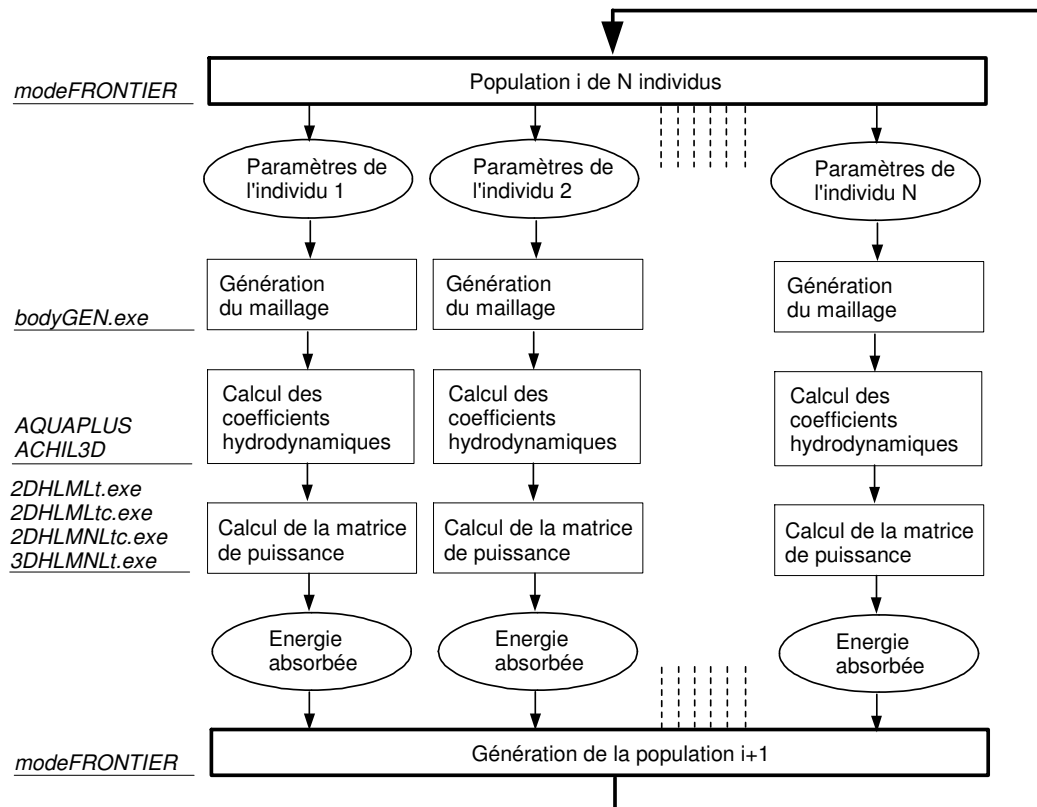 modeFRONTIER
Population i de N individus
Paramètres de
l'individu 1
Paramètres de
l'individu 2
Paramètres de
l'individu N
bodyGEN.exe
Génération
du maillage
Génération
du maillage
Génération
du maillage
AQUAPLUS
ACHIL3D
Calcul des
coefficients
hydrodynamiques
Calcul des
coefficients
hydrodynamiques
Calcul des
coefficients
hydrodynamiques
2DHLMLt.exe
2DHLMLtc.exe
2DHLMNLtc.exe
3DHLMNLt.exe
Calcul de la matrice
de puissance
Calcul de la matrice
de puissance
Calcul de la matrice
de puissance
Energie
absorbée
Energie
absorbée
Energie
absorbée
modeFRONTIER
Génération de la population i+1